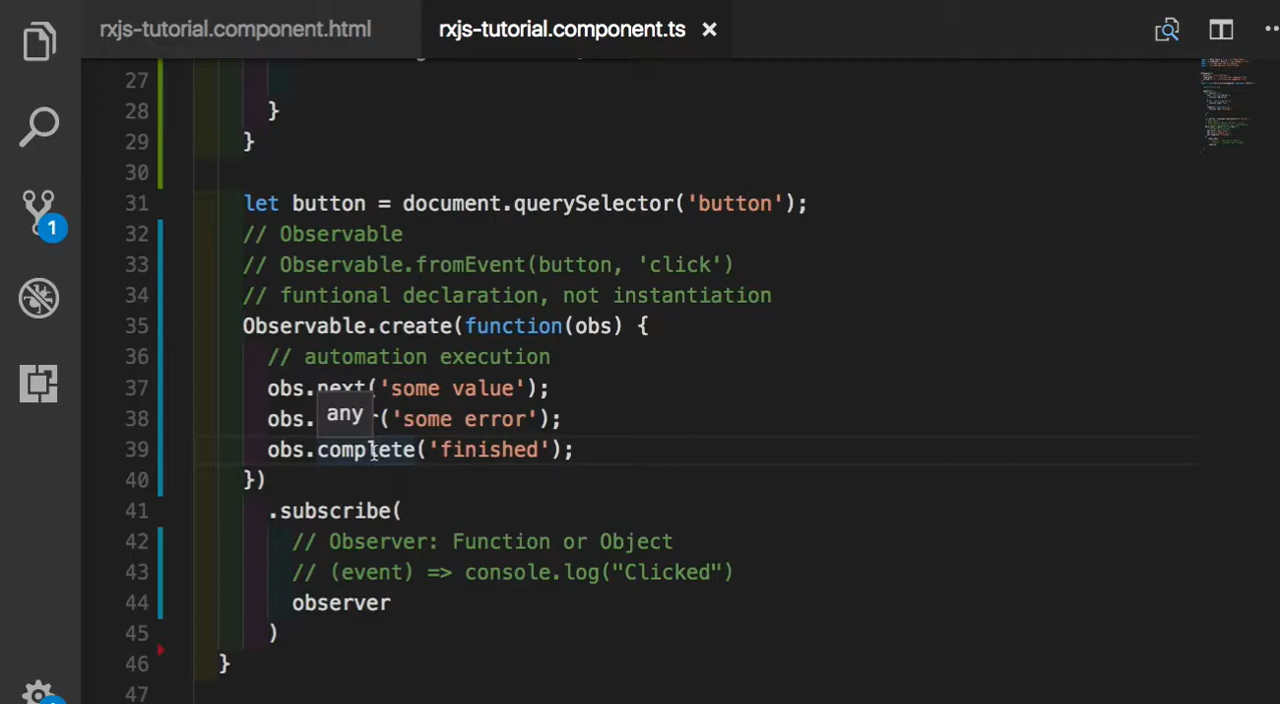 rxjs-tutorial.component.html rxjs-tutorial.component.ts
27
28 }
29 }
30
31 let button = document.querySelector('button');
32 // Observable
33 // Observable.fromEvent(button, 'click')
34 // funtional declaration, not instantiation
35 Observable.create(function(obs) {
36 // automation execution
37 obs.next('some value');
any
38 obs. r('some error');
39 obs.complete('finished');
40 })
41 .subscribe(
42 // Observer: Function or Object
43 // (event) => console.log("Clicked")
44 observer
45 )
46 }
47
1